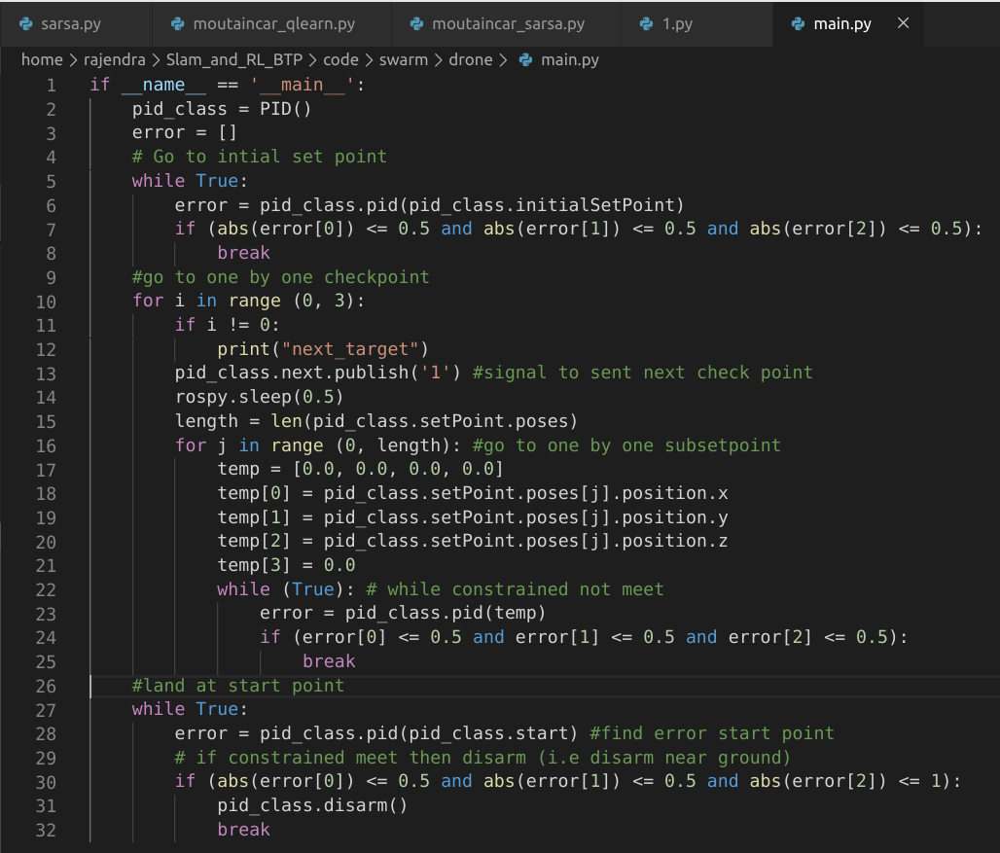 sarsa.py moutaincar_qlearn.py moutaincar_sarsa.py 1.py main.py ×
home > rajendra > Slam_and_RL_BTP > code > swarm > drone > main.py
1 if __name__ == '__main__':
2     pid_class = PID()
3     error = []
4     # Go to intial set point
5     while True:
6         error = pid_class.pid(pid_class.initialSetPoint)
7         if (abs(error[0]) <= 0.5 and abs(error[1]) <= 0.5 and abs(error[2]) <= 0.5):
8             break
9     #go to one by one checkpoint
10     for i in range (0, 3):
11         if i != 0:
12             print("next_target")
13         pid_class.next.publish('1') #signal to sent next check point
14         rospy.sleep(0.5)
15         length = len(pid_class.setPoint.poses)
16         for j in range (0, length): #go to one by one subsetpoint
17             temp = [0.0, 0.0, 0.0, 0.0]
18             temp[0] = pid_class.setPoint.poses[j].position.x
19             temp[1] = pid_class.setPoint.poses[j].position.y
20             temp[2] = pid_class.setPoint.poses[j].position.z
21             temp[3] = 0.0
22             while (True): # while constrained not meet
23                 error = pid_class.pid(temp)
24                 if (error[0] <= 0.5 and error[1] <= 0.5 and error[2] <= 0.5):
25                     break
26     #land at start point
27     while True:
28         error = pid_class.pid(pid_class.start) #find error start point
29         # if constrained meet then disarm (i.e disarm near ground)
30         if (abs(error[0]) <= 0.5 and abs(error[1]) <= 0.5 and abs(error[2]) <= 1):
31             pid_class.disarm()
32             break